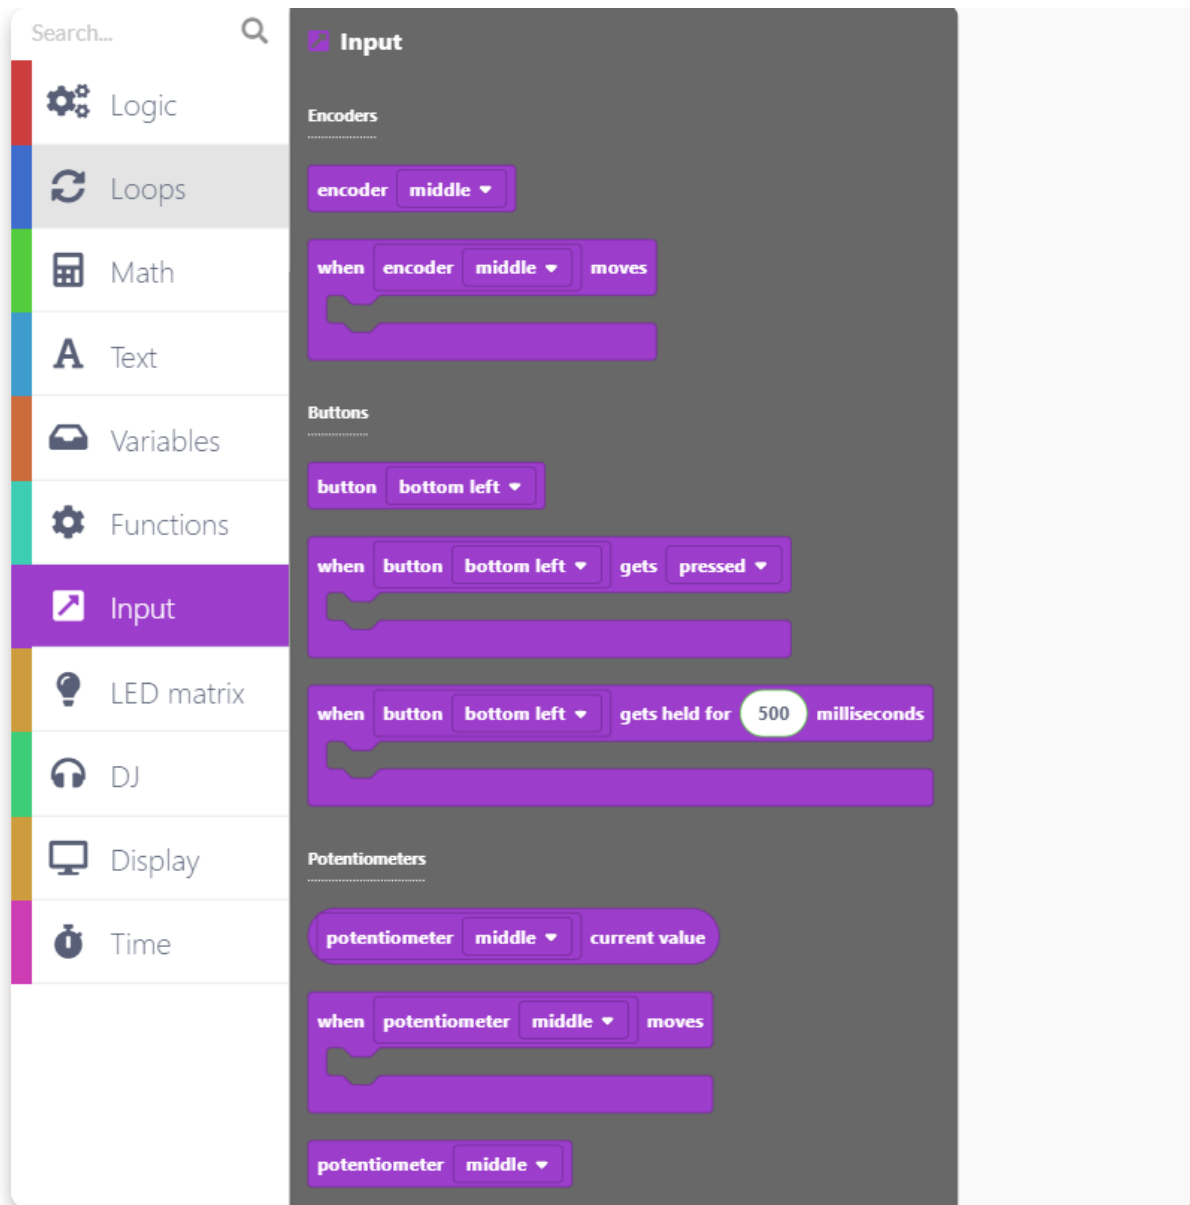 Search...
Logic
Loops
Math
Text
Variables
Functions
Input
LED matrix
DJ
Display
Time
Input
Encoders
encoder middle
when encoder middle moves
Buttons
button bottom left
when button bottom left gets pressed
when button bottom left gets held for 500 milliseconds
Potentiometers
potentiometer middle current value
when potentiometer middle moves
potentiometer middle